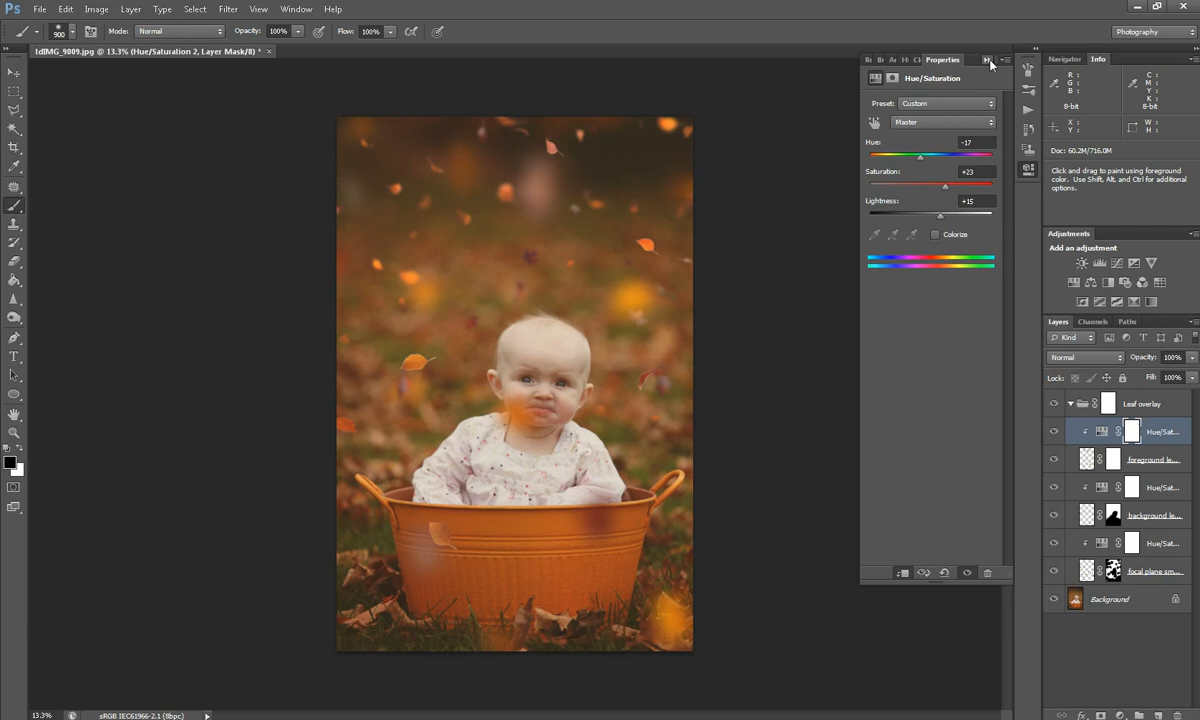 Ps File Edit Image Layer Type Select Filter View Window Help
900 Mode: Normal Opacity: 100% Flow: 100% Photography
ldIMG_9009.jpg @ 13.3% (Hue/Saturation 2, Layer Mask/8) * ×
Properties
Hue/Saturation
Preset: Custom
Master
Hue: -17
Saturation: +23
Lightness: +15
Colorize
Navigator Info
R: C:
G: M:
B: Y:
K:
8-bit 8-bit
X: W:
Y: H:
Doc: 60.2M/716.0M
Click and drag to paint using foreground
color. Use Shift, Alt, and Ctrl for additional
options.
Adjustments
Add an adjustment
Layers Channels Paths
Kind
Normal Opacity: 100%
Lock: Fill: 100%
Leaf overlay
Hue/Sat...
foreground le...
Hue/Sat...
background le...
Hue/Sat...
focal plane sm...
Background
13.3% sRGB IEC61966-2.1 (8bpc)